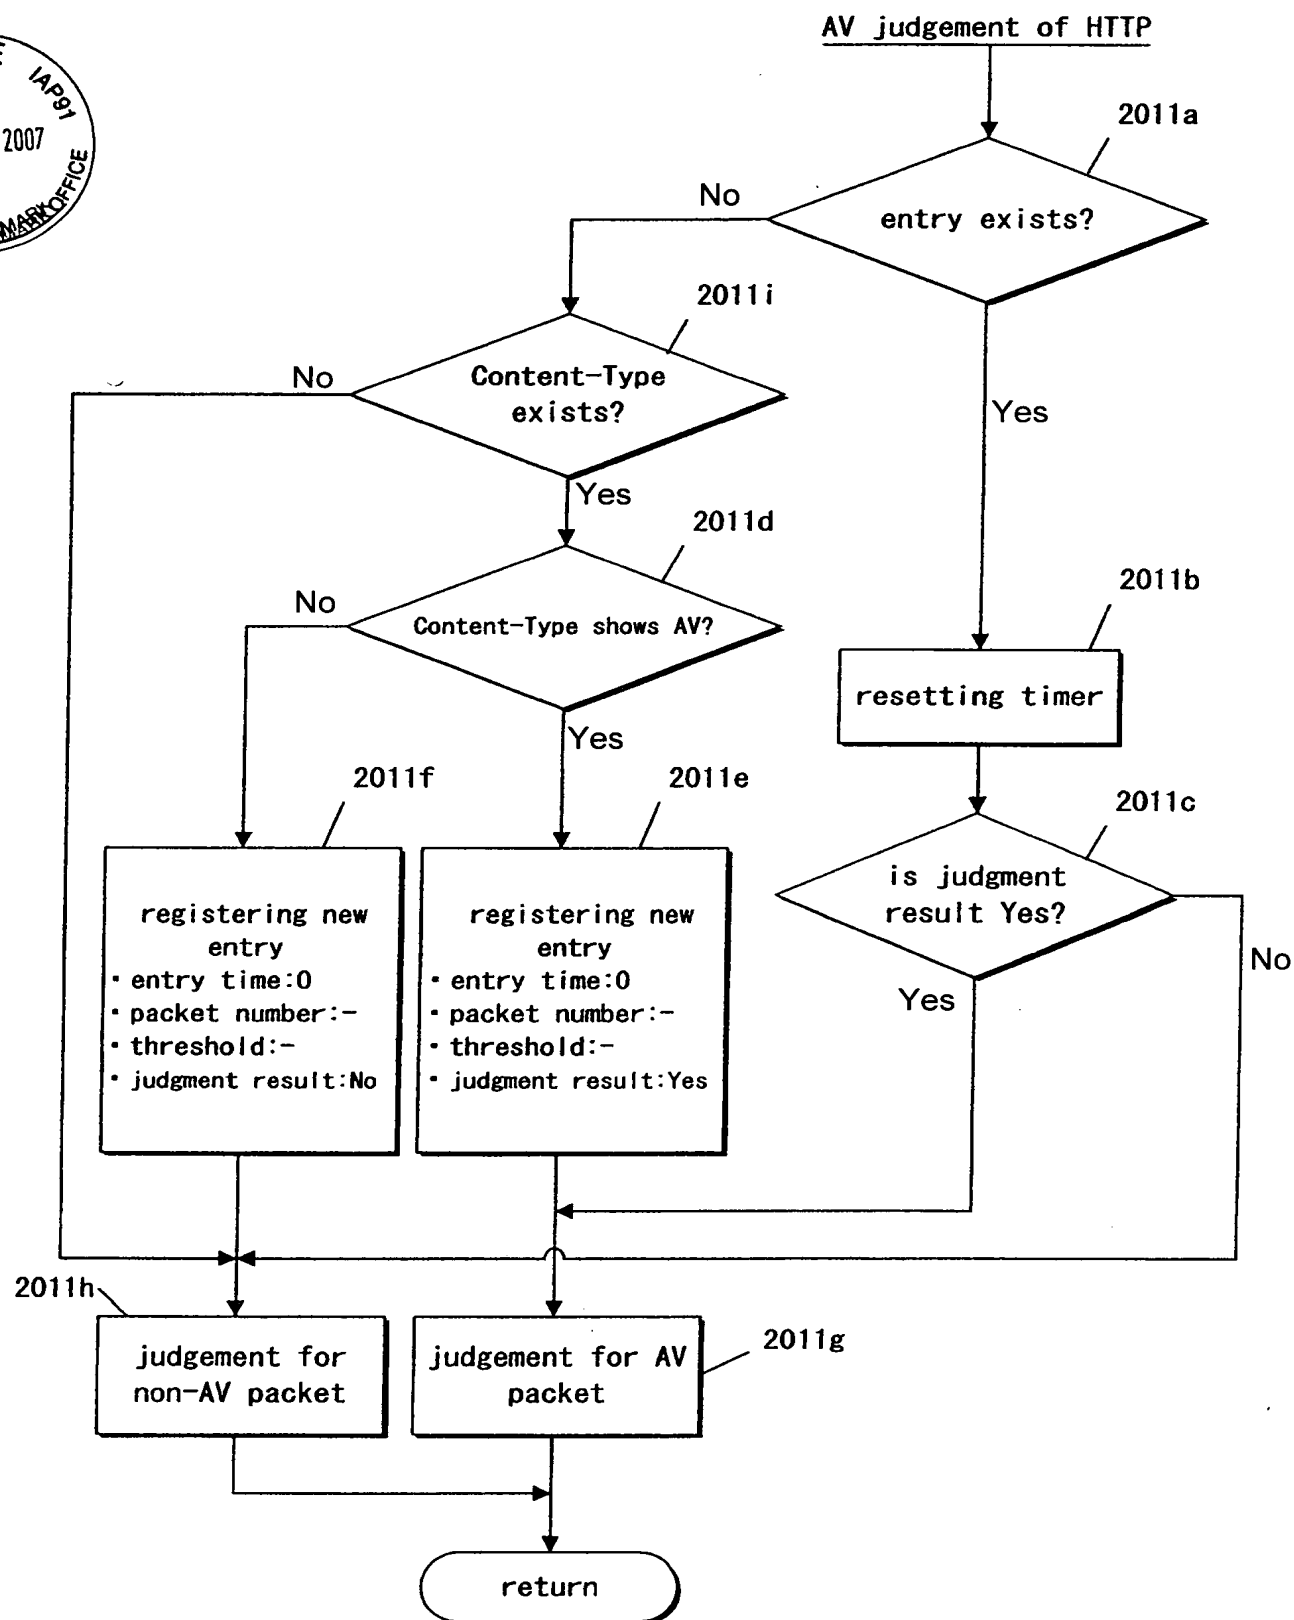 AV judgement of HTTP
IAP91
2007
OFFICE
2011a
No
entry exists?
2011i
No
Content-Type
exists?
Yes
Yes
2011d
No
Content-Type shows AV?
2011b
resetting timer
Yes
2011f
2011e
2011c
is judgment
result Yes?
No
Yes
registering new
entry
・entry time:0
・packet number:-
・threshold:-
・judgment result:No
registering new
entry
・entry time:0
・packet number:-
・threshold:-
・judgment result:Yes
2011h
judgement for
non-AV packet
judgement for AV
packet
2011g
return